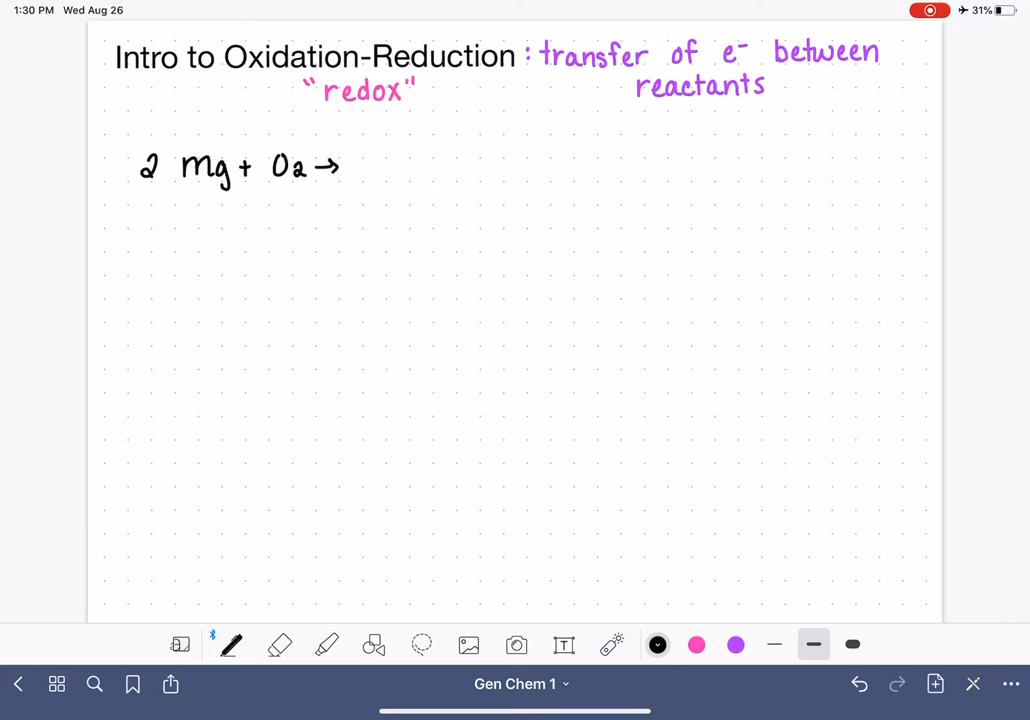 1:30 PM Wed Aug 26
31%
Intro to Oxidation-Reduction : transfer of e⁻ between
"redox" reactants
2 Mg + O₂ →
a
T
Gen Chem 1